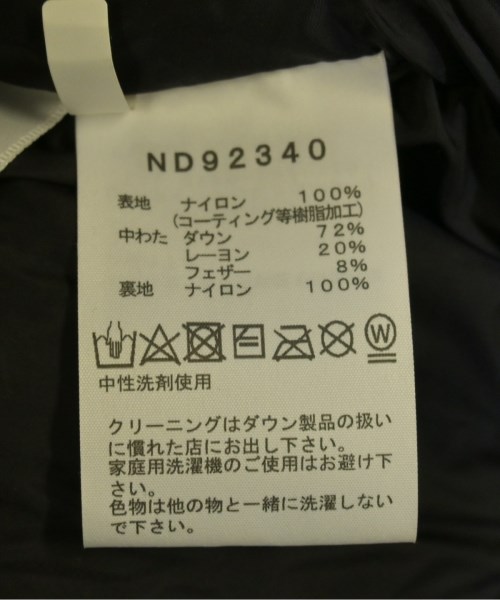 ND92340
表地 ナイロン 100%
(コーティング等樹脂加工)
中わた ダウン 72%
レーヨン 20%
フェザー 8%
裏地 ナイロン 100%
W
中性洗剤使用
クリーニングはダウン製品の扱い
に慣れた店にお出し下さい。
家庭用洗濯機のご使用はお避け下
さい。
色物は他の物と一緒に洗濯しない
で下さい。